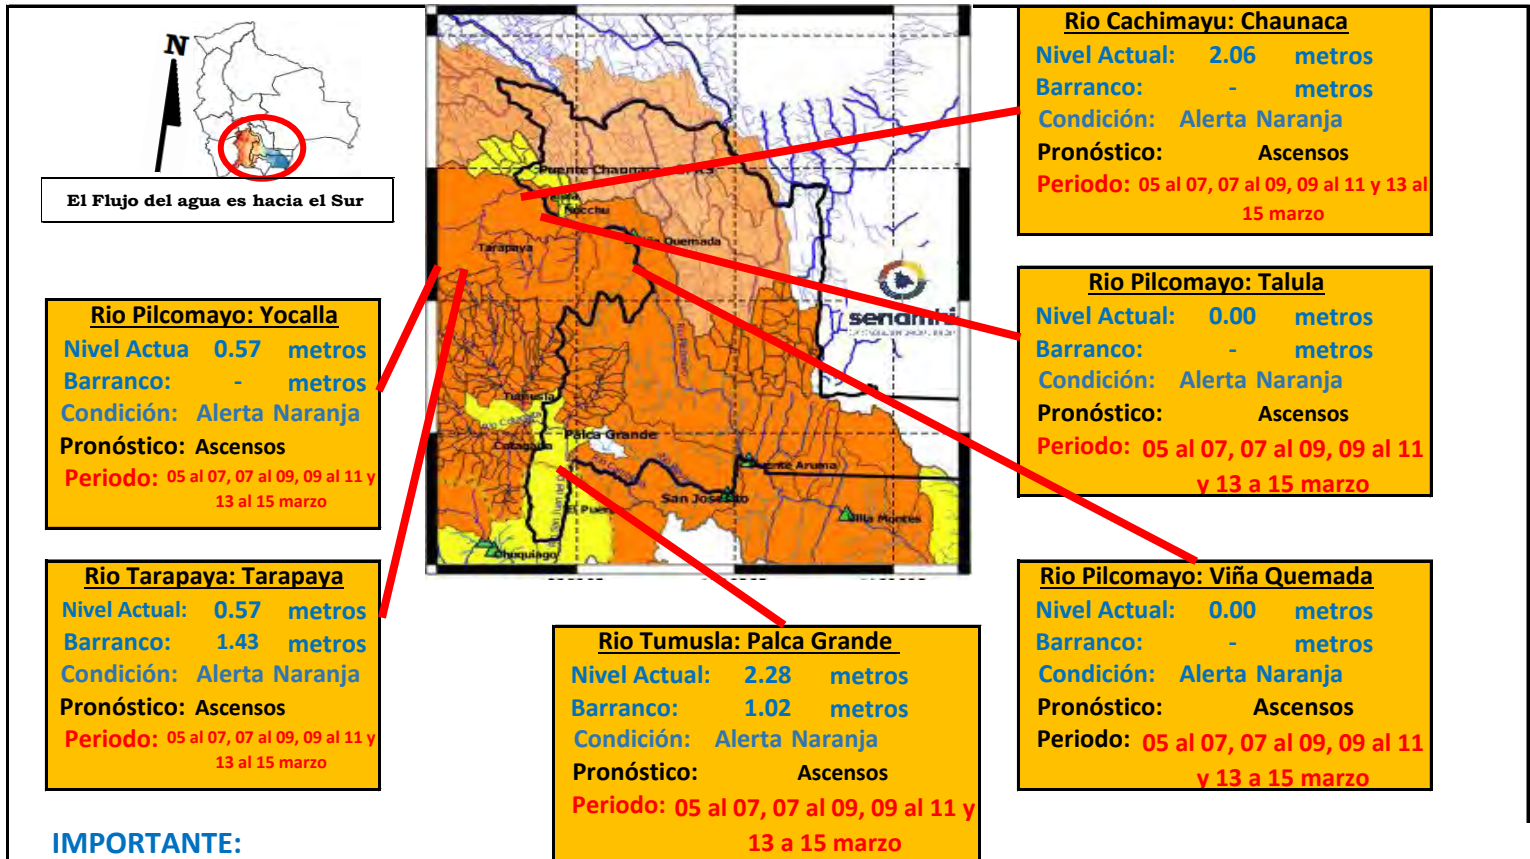 N
El Flujo del agua es hacia el Sur
Rio Pilcomayo: Yocalla
Nivel Actua 0.57 metros
Barranco: - metros
Condición: Alerta Naranja
Pronóstico: Ascensos
Periodo: 05 al 07, 07 al 09, 09 al 11 y
13 al 15 marzo
Rio Tarapaya: Tarapaya
Nivel Actual: 0.57 metros
Barranco: 1.43 metros
Condición: Alerta Naranja
Pronóstico: Ascensos
Periodo: 05 al 07, 07 al 09, 09 al 11 y
13 al 15 marzo
IMPORTANTE:
Puente
Nucchu
Tarapaya
Quemada
senamhi
Tumusla
Cotagaita
Palca Grande
Aruma
San Josecito
Villa Montes
El Puente
Chuquiago
Rio Tumusla: Palca Grande
Nivel Actual: 2.28 metros
Barranco: 1.02 metros
Condición: Alerta Naranja
Pronóstico: Ascensos
Periodo: 05 al 07, 07 al 09, 09 al 11 y
13 a 15 marzo
Rio Cachimayu: Chaunaca
Nivel Actual: 2.06 metros
Barranco: - metros
Condición: Alerta Naranja
Pronóstico: Ascensos
Periodo: 05 al 07, 07 al 09, 09 al 11 y 13 al
15 marzo
Rio Pilcomayo: Talula
Nivel Actual: 0.00 metros
Barranco: - metros
Condición: Alerta Naranja
Pronóstico: Ascensos
Periodo: 05 al 07, 07 al 09, 09 al 11
y 13 a 15 marzo
Rio Pilcomayo: Viña Quemada
Nivel Actual: 0.00 metros
Barranco: - metros
Condición: Alerta Naranja
Pronóstico: Ascensos
Periodo: 05 al 07, 07 al 09, 09 al 11
y 13 a 15 marzo